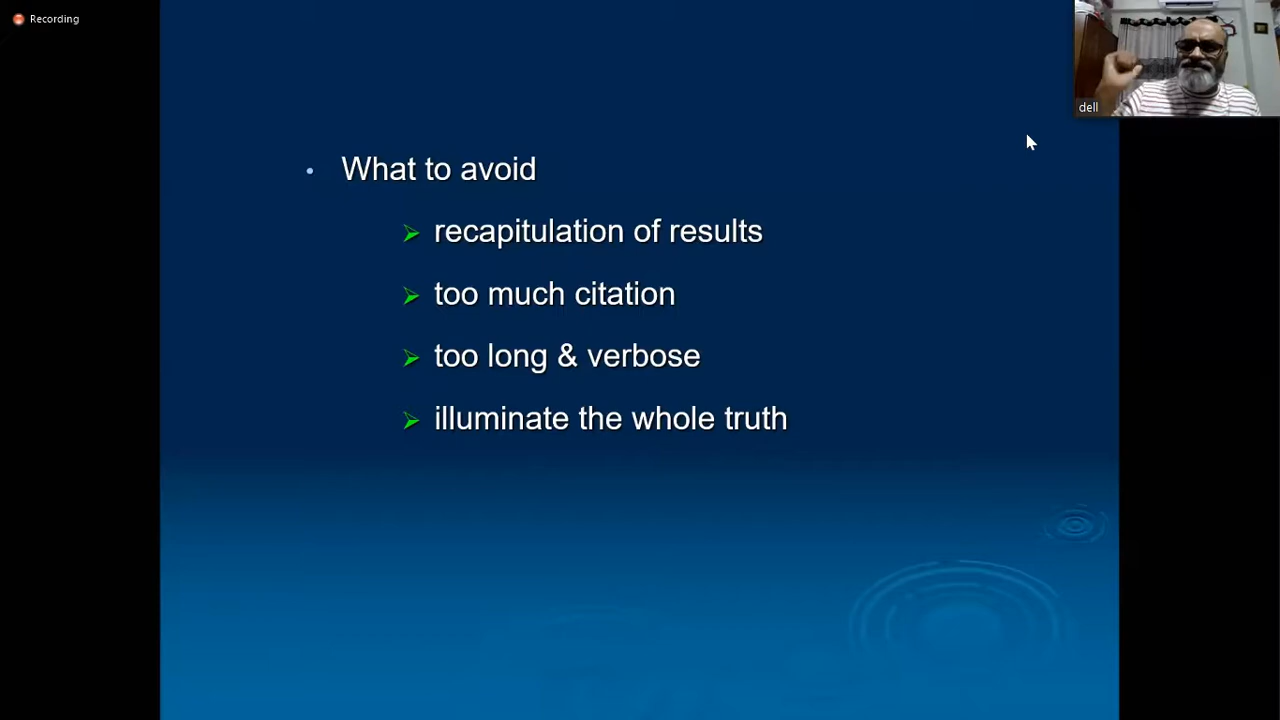 Recording
dell
What to avoid
recapitulation of results
too much citation
too long & verbose
illuminate the whole truth